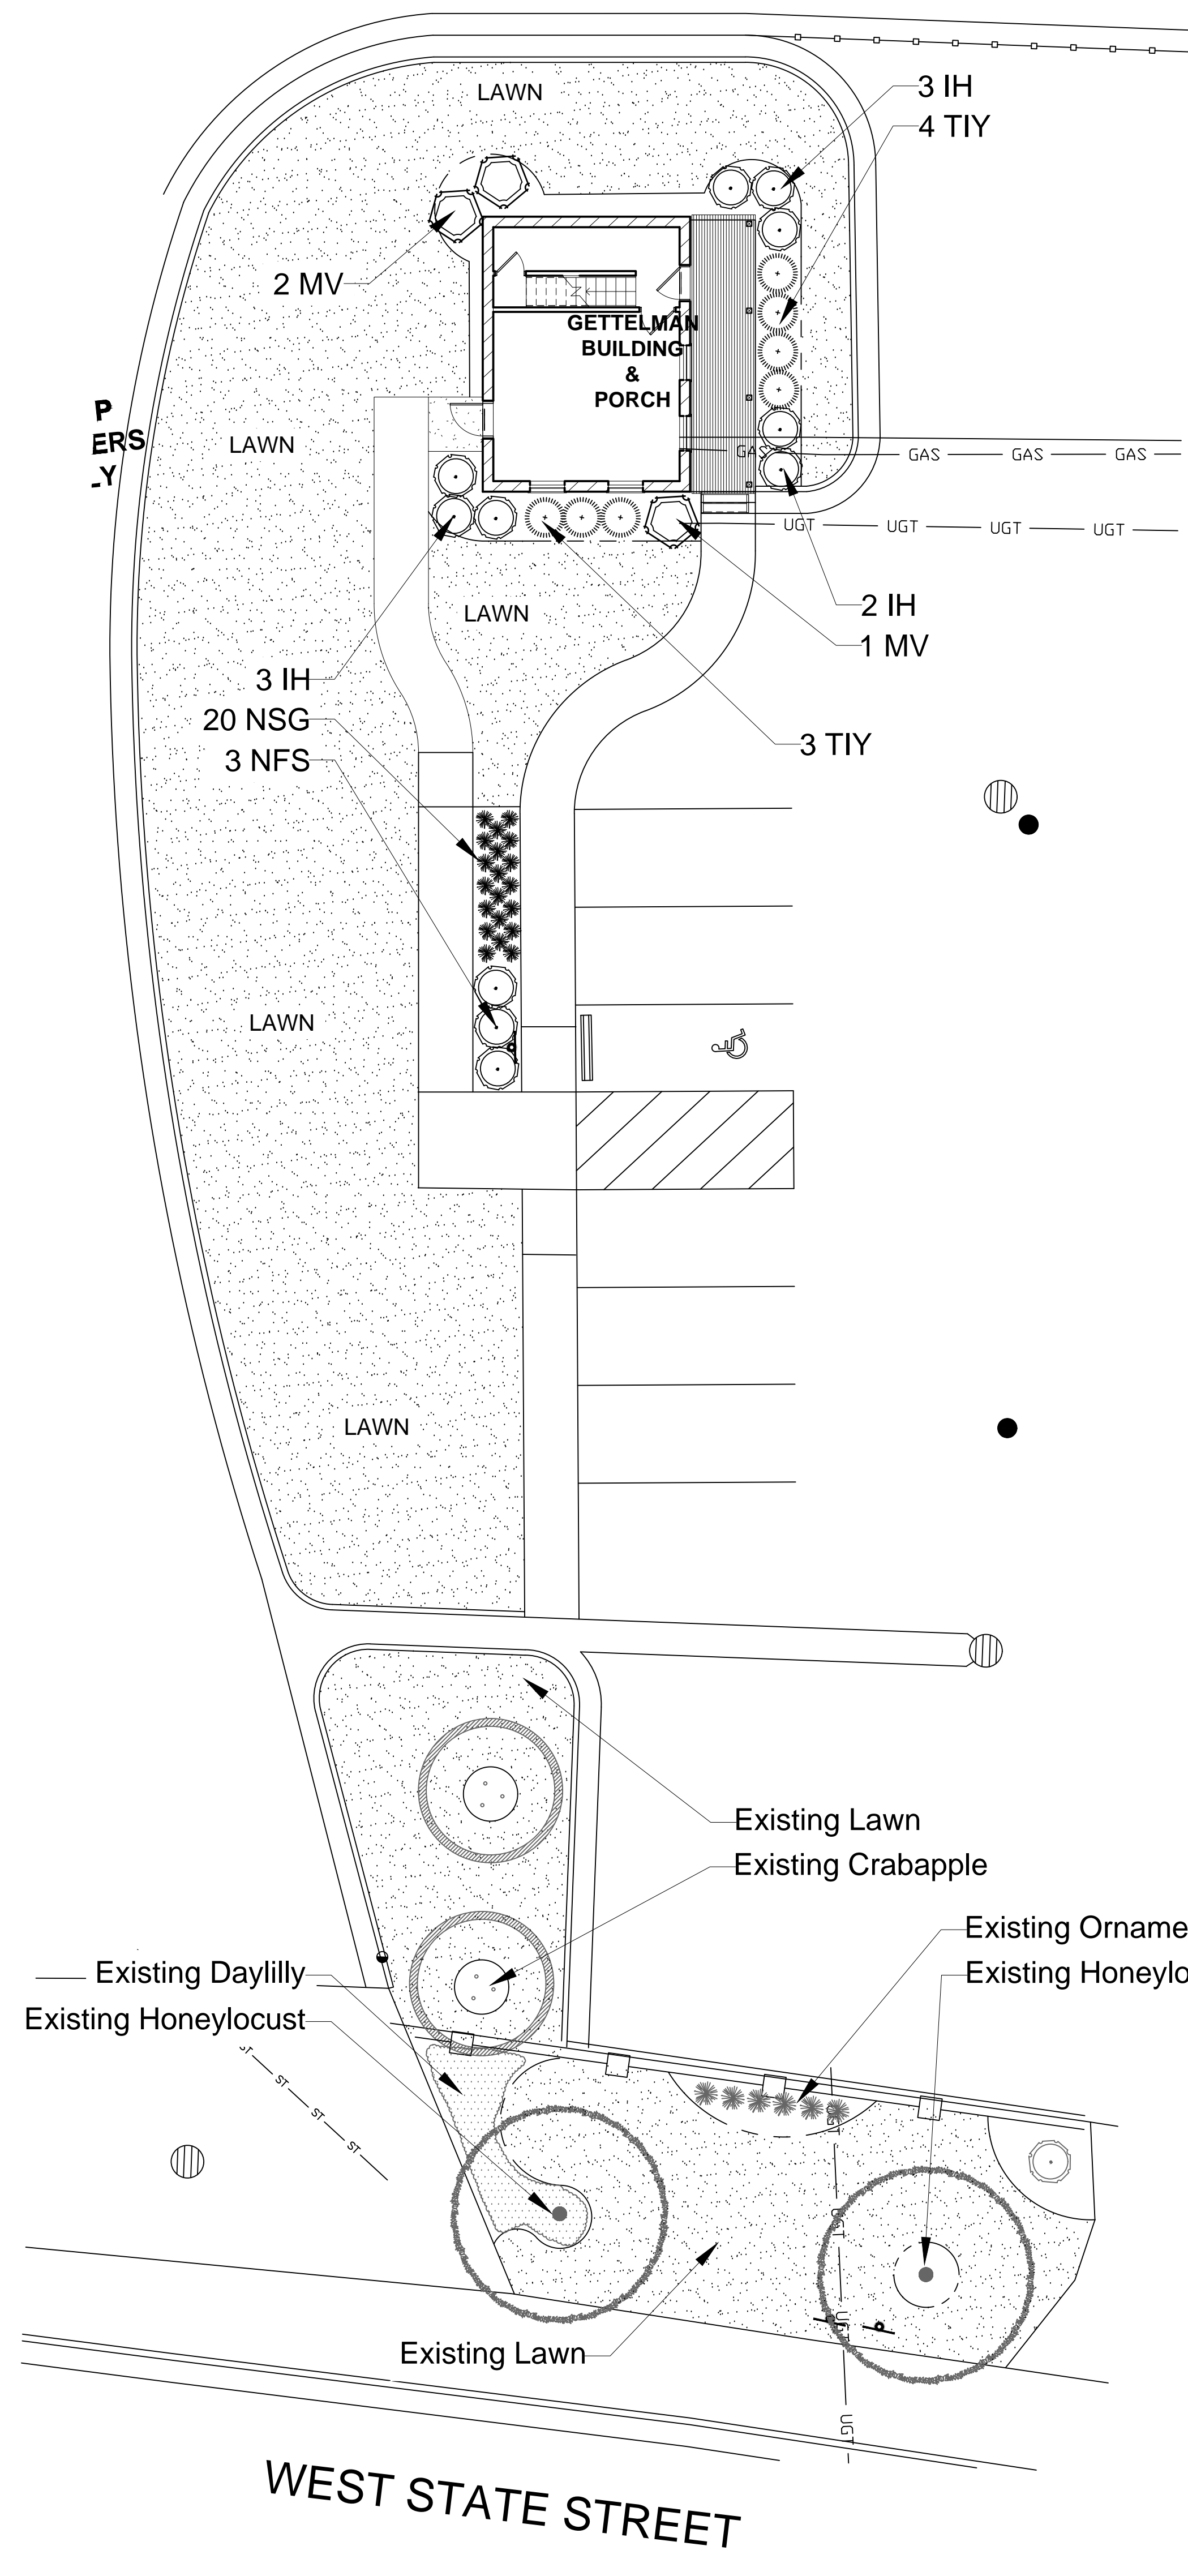 LAWN
3 IH
4 TIY
2 MV
GETTELMAN
BUILDING
&
PORCH
P
ERS
LAWN
GAS
GAS
GAS
GAS
UGT
UGT
UGT
UGT
2 IH
1 MV
LAWN
3 IH
20 NSG
3 NFS
3 TIY
LAWN
LAWN
Existing Lawn
Existing Crabapple
Existing Orname
Existing Honeylo
Existing Daylilly
Existing Honeylocust
ST
ST
ST
ST
UGT
UGT
UGT
Existing Lawn
UGT
WEST STATE STREET